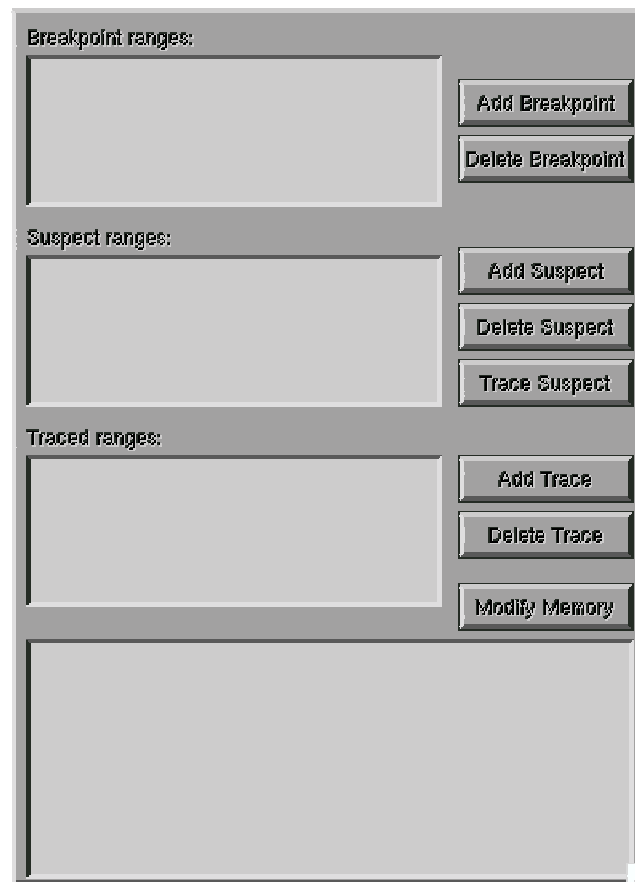 Breakpoint ranges:
Add Breakpoint
Delete Breakpoint
Suspect ranges:
Add Suspect
Delete Suspect
Trace Suspect
Traced ranges:
Add Trace
Delete Trace
Modify Memory